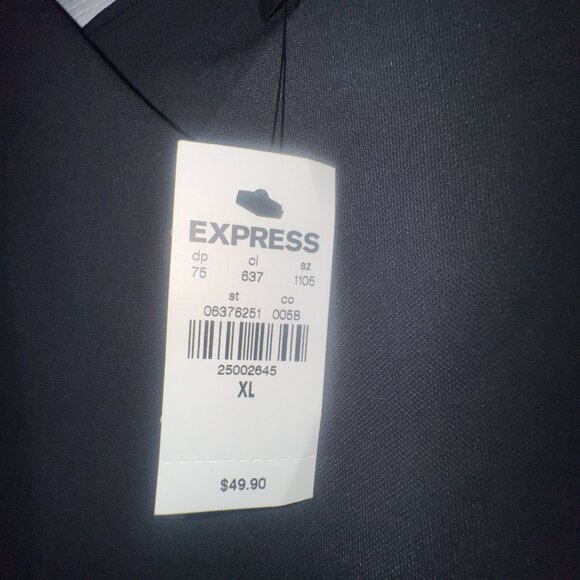 EXPRESS
dp cl sz
75 637 1105
st co
06376251 0058
25002645
XL
$49.90